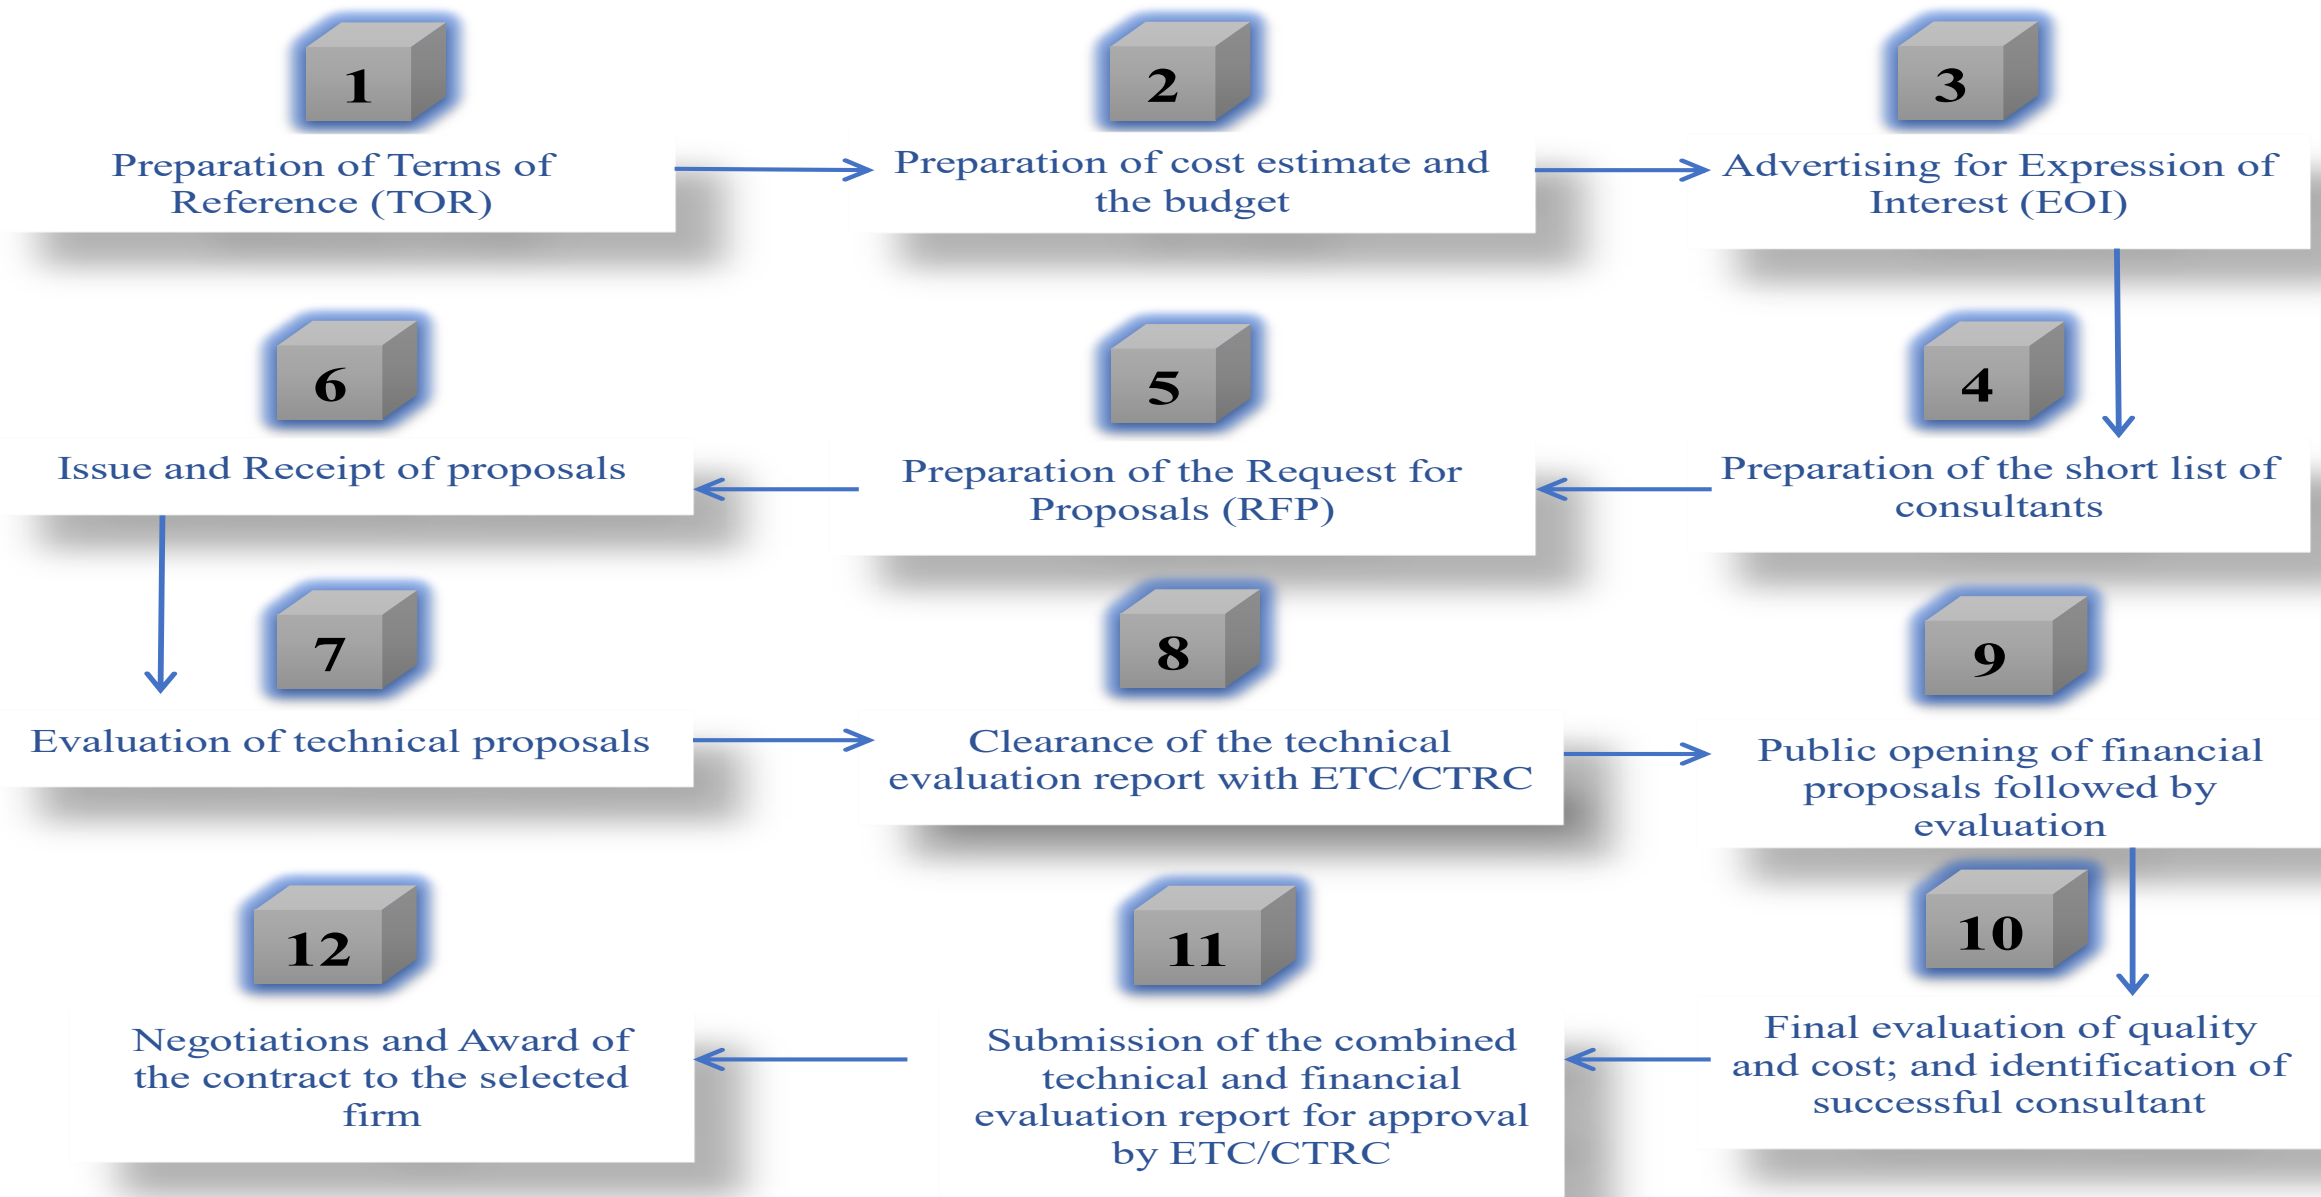 1
Preparation of Terms of
Reference (TOR)
2
Preparation of cost estimate and
the budget
3
Advertising for Expression of
Interest (EOI)
4
Preparation of the short list of
consultants
5
Preparation of the Request for
Proposals (RFP)
6
Issue and Receipt of proposals
7
Evaluation of technical proposals
8
Clearance of the technical
evaluation report with ETC/CTRC
9
Public opening of financial
proposals followed by
evaluation
10
Final evaluation of quality
and cost; and identification of
successful consultant
11
Submission of the combined
technical and financial
evaluation report for approval
by ETC/CTRC
12
Negotiations and Award of
the contract to the selected
firm